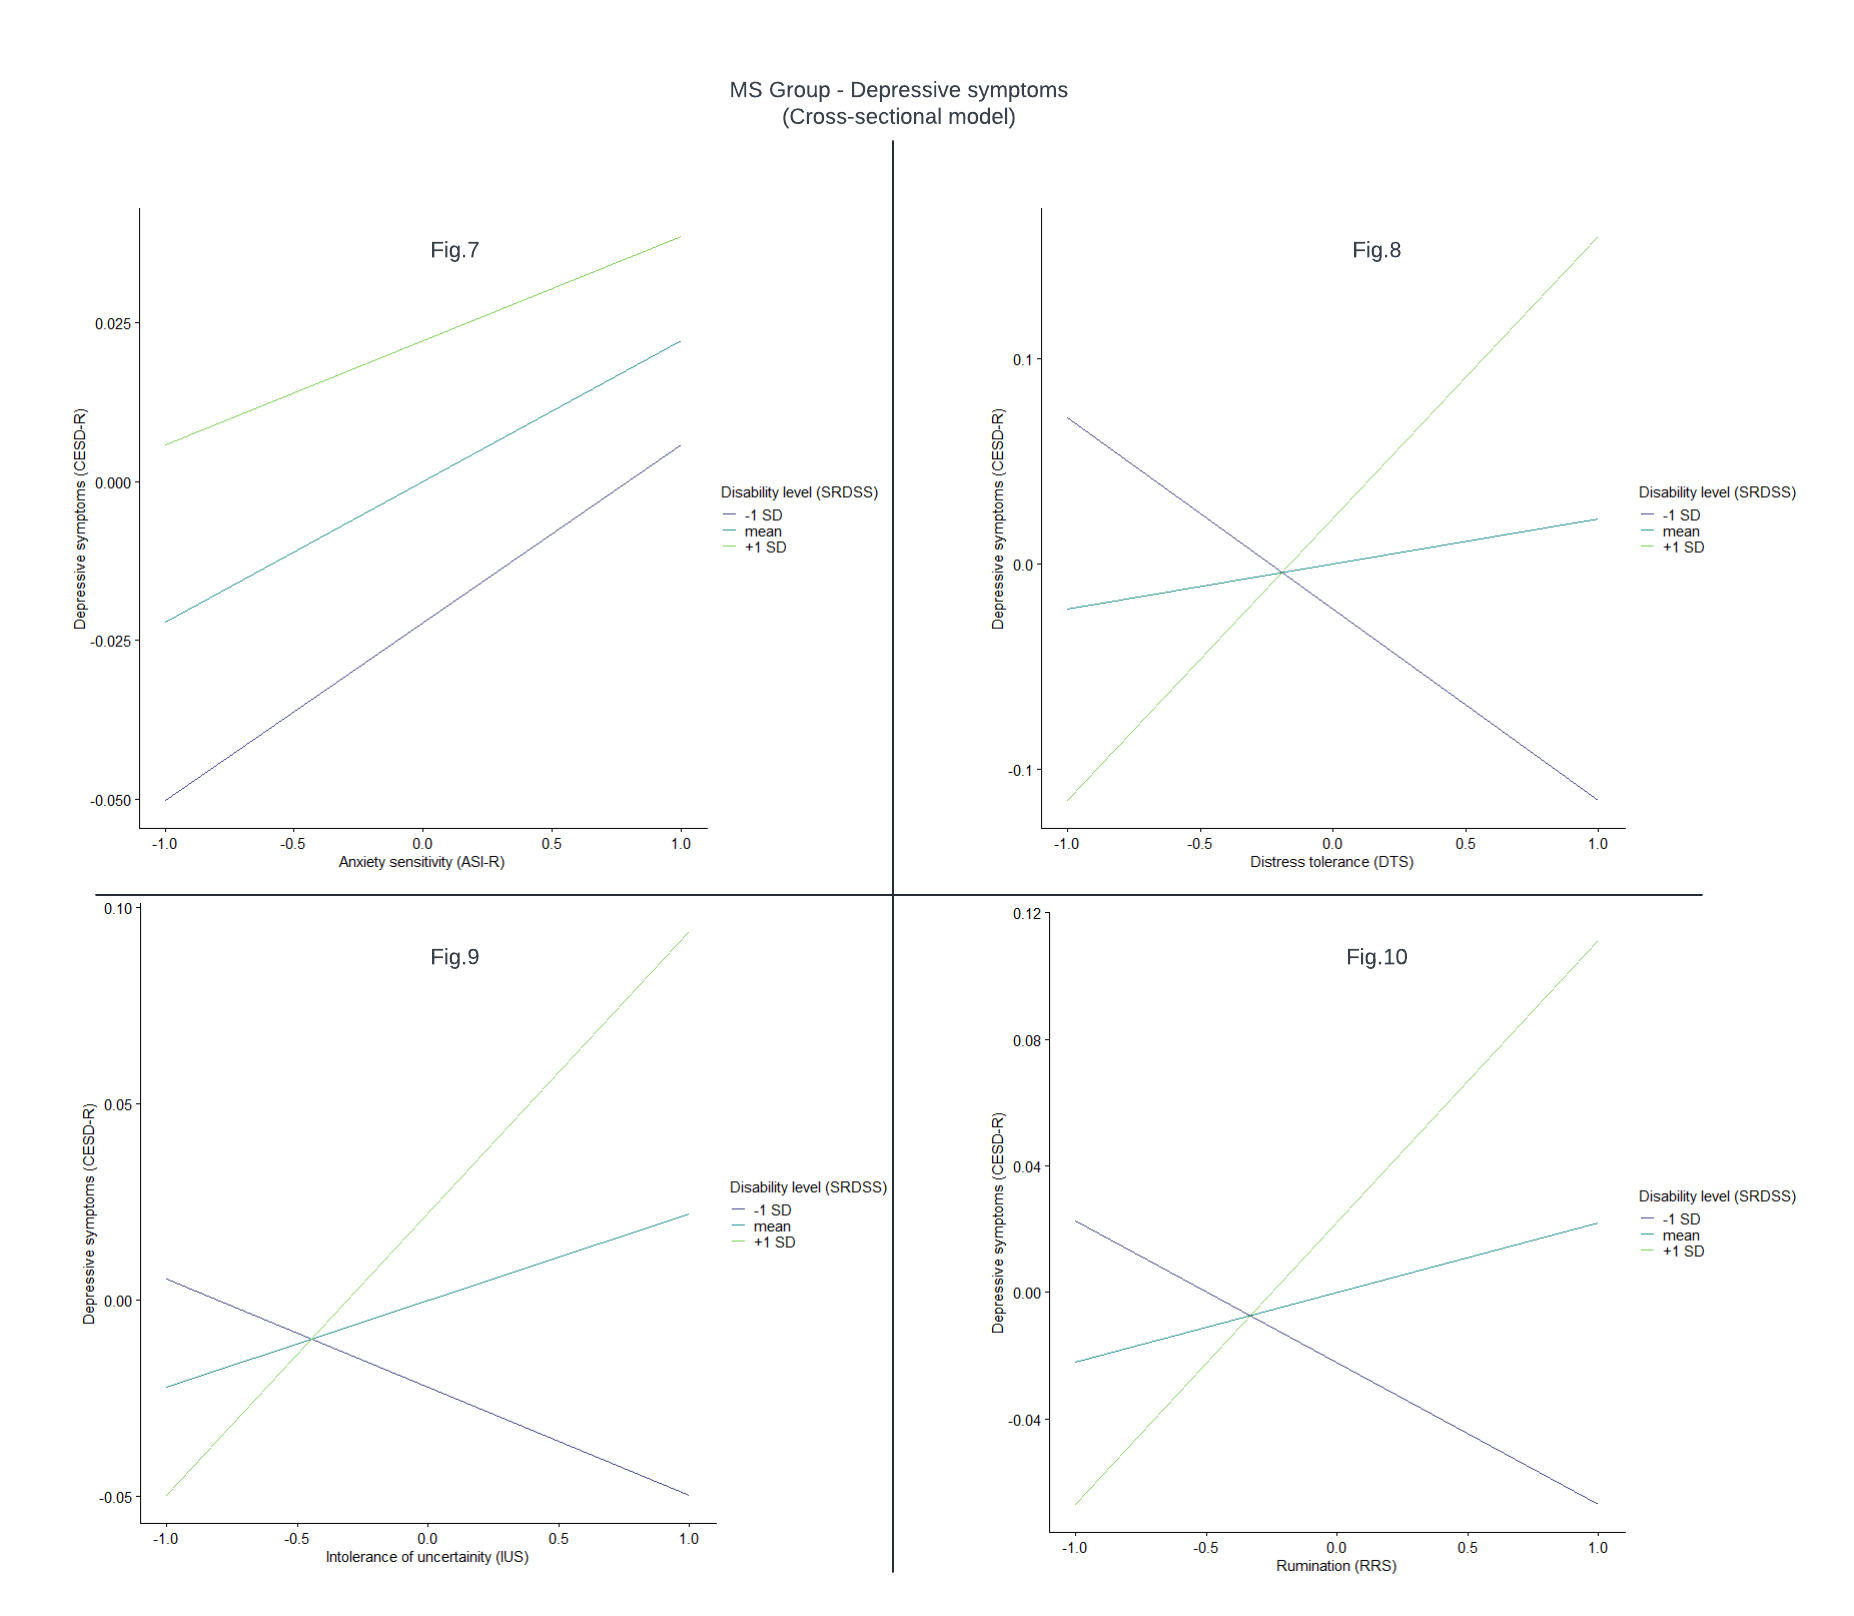 MS Group - Depressive symptoms
(Cross-sectional model)
Fig.7
0.025
0.000
-0.025
-0.050
Depressive symptoms (CESD-R)
-1.0 -0.5 0.0 0.5 1.0
Anxiety sensitivity (ASI-R)
Disability level (SRDSS)
-1 SD
mean
+1 SD
Fig.8
0.1
0.0
-0.1
Depressive symptoms (CESD-R)
-1.0 -0.5 0.0 0.5 1.0
Distress tolerance (DTS)
Disability level (SRDSS)
-1 SD
mean
+1 SD
Fig.9
0.10
0.05
0.00
-0.05
Depressive symptoms (CESD-R)
-1.0 -0.5 0.0 0.5 1.0
Intolerance of uncertainity (IUS)
Disability level (SRDSS)
-1 SD
mean
+1 SD
Fig.10
0.12
0.08
0.04
0.00
-0.04
Depressive symptoms (CESD-R)
-1.0 -0.5 0.0 0.5 1.0
Rumination (RRS)
Disability level (SRDSS)
-1 SD
mean
+1 SD